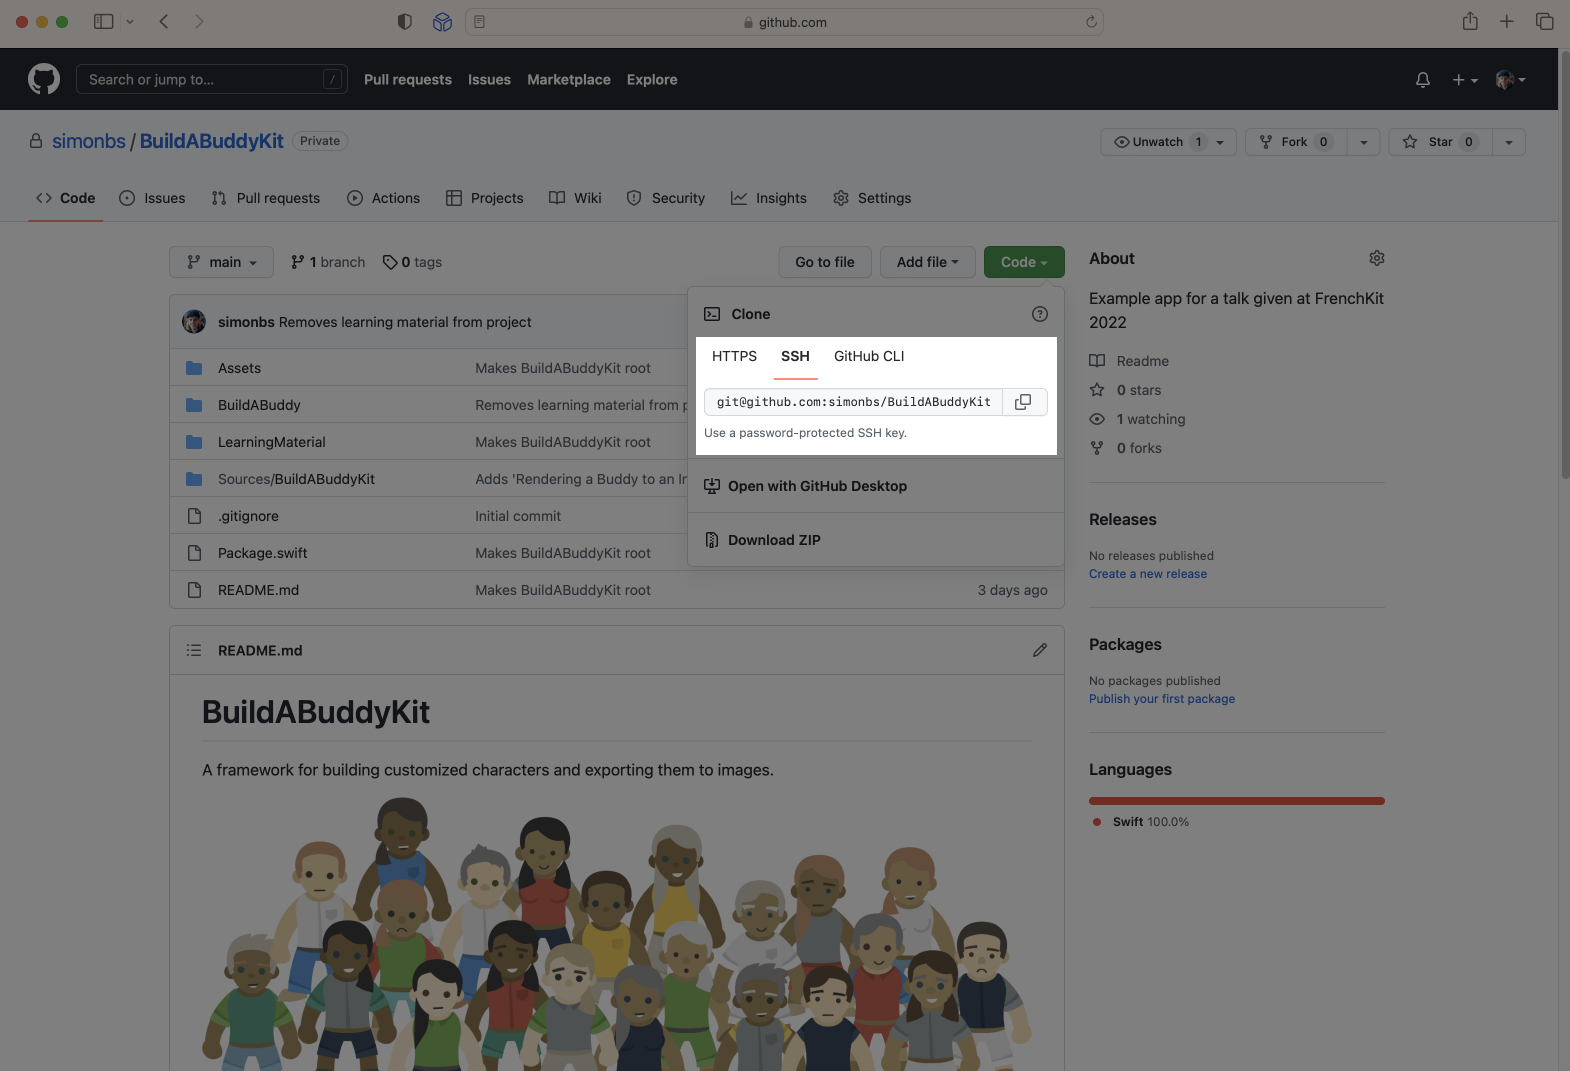 github.com
Search or jump to...
/
Pull requests
Issues
Marketplace
Explore
simonbs / BuildABuddyKit
Private
Unwatch 1
Fork 0
Star 0
Code
Issues
Pull requests
Actions
Projects
Wiki
Security
Insights
Settings
main
1 branch
0 tags
Go to file
Add file
Code
simonbs Removes learning material from project
Assets
Makes BuildABuddyKit root
BuildABuddy
Removes learning material from p
LearningMaterial
Makes BuildABuddyKit root
Sources/BuildABuddyKit
Adds 'Rendering a Buddy to an Ir
.gitignore
Initial commit
Package.swift
Makes BuildABuddyKit root
README.md
Makes BuildABuddyKit root
3 days ago
Clone
HTTPS
SSH
GitHub CLI
git@github.com:simonbs/BuildABuddyKit
Use a password-protected SSH key.
Open with GitHub Desktop
Download ZIP
README.md
BuildABuddyKit
A framework for building customized characters and exporting them to images.
About
Example app for a talk given at FrenchKit
2022
Readme
0 stars
1 watching
0 forks
Releases
No releases published
Create a new release
Packages
No packages published
Publish your first package
Languages
Swift 100.0%